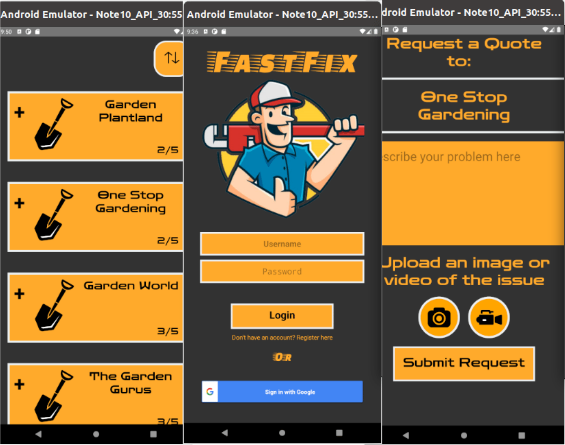 Android Emulator - Note10_API_30:55
9:50
+
Garden
Plantland
2/5
+
One Stop
Gardening
2/5
+
Garden World
3/5
+
The Garden
Gurus
3/5
Android Emulator - Note10_API_30:55...
9:26
FastFix
Username
Password
Login
Don't have an account? Register here
Or
G
Sign in with Google
Android Emulator - Note10_API_30:55...
Request a Quote
to:
One Stop
Gardening
scribe your problem here
Upload an image or
video of the issue
Submit Request